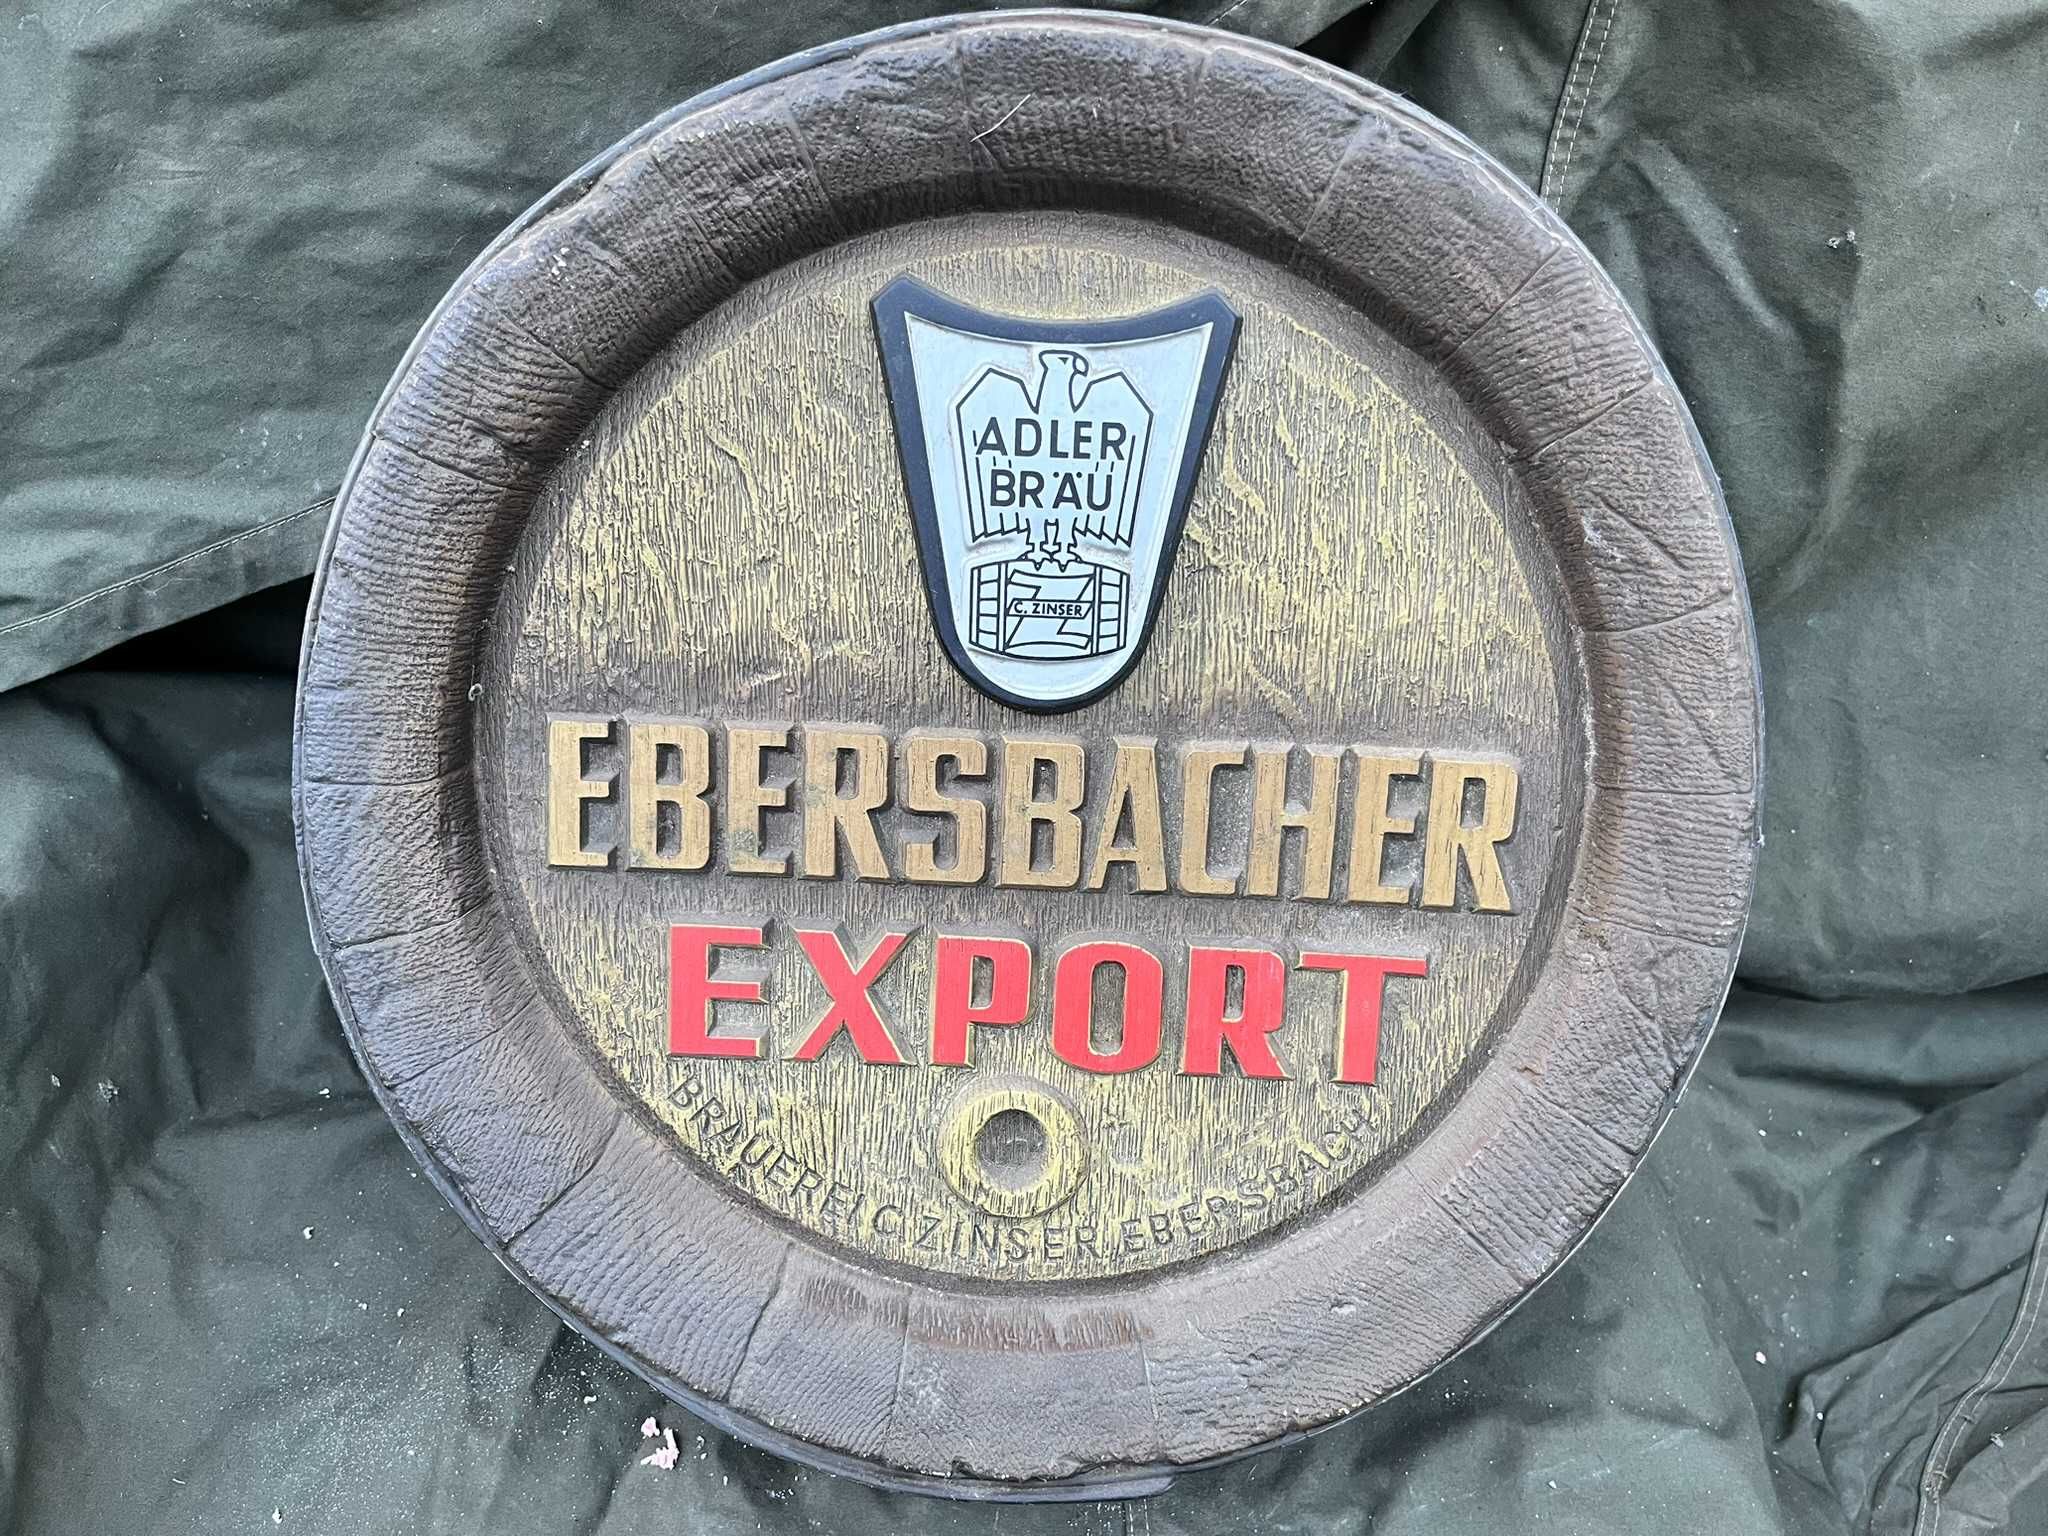 ADLER
BRÄU
C. ZINSER
EBERSBACHER
EXPORT
BRAUEREI C ZINSER EBERSBACH